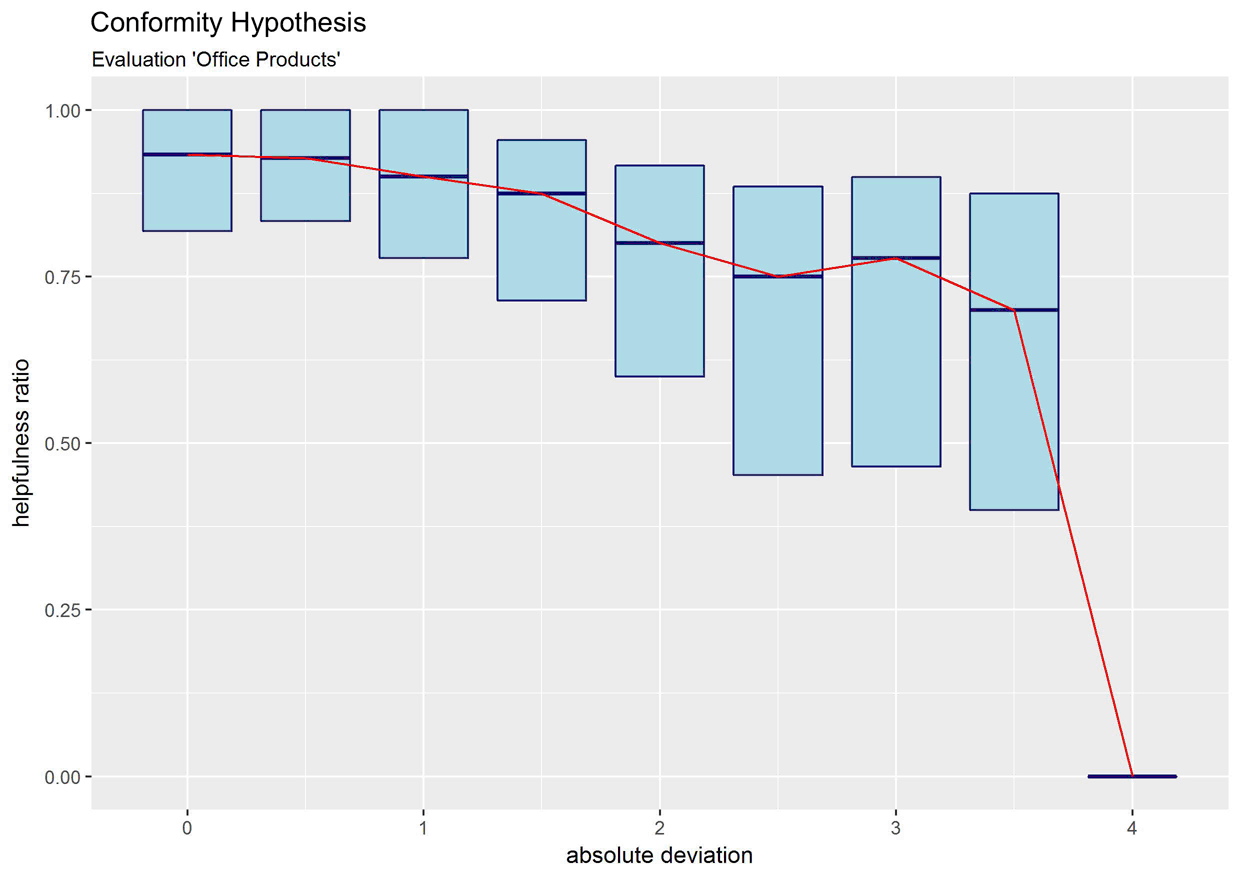 Conformity Hypothesis
Evaluation 'Office Products'
1.00
0.75
0.50
0.25
0.00
helpfulness ratio
0 1 2 3 4
absolute deviation